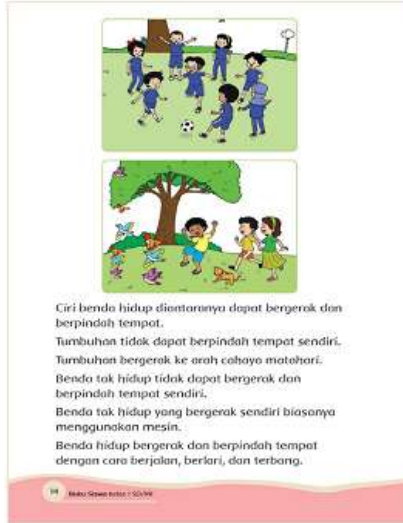 Ciri benda hidup diantaranya dapat bergerak dan
berpindah tempat.
Tumbuhan tidak dapat berpindah tempat sendiri.
Tumbuhan bergerak ke arah cahaya matahari.
Benda tak hidup tidak dapat bergerak dan
berpindah tempat sendiri.
Benda tak hidup yang bergerak sendiri biasanya
menggunakan mesin.
Benda hidup bergerak dan berpindah tempat
dengan cara berjalan, berlari, dan terbang.
Buku Siswa Kelas I SD/MI